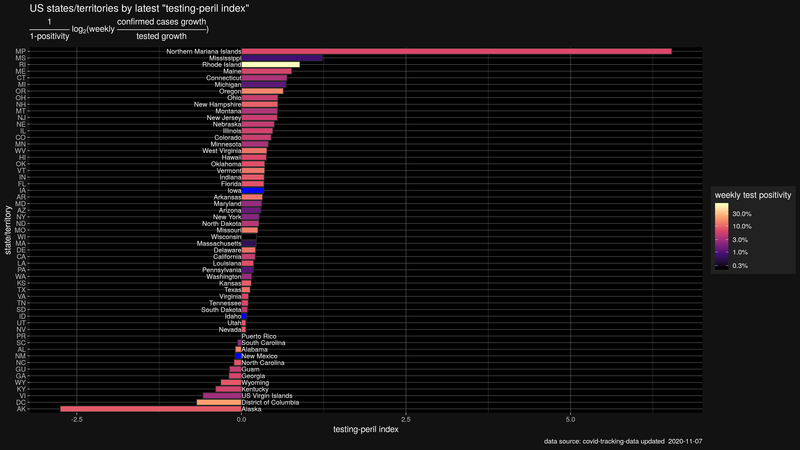 US states/territories by latest "testing-peril index"
1 confirmed cases growth
log2(weekly )
1-positivity tested growth
MP Northern Mariana Islands
MS Mississippi
RI Rhode Island
ME Maine
CT Connecticut
MI Michigan
OR Oregon
OH Ohio
NH New Hampshire
MT Montana
NJ New Jersey
NE Nebraska
IL Illinois
CO Colorado
MN Minnesota
WV West Virginia
HI Hawaii
OK Oklahoma
VT Vermont
IN Indiana
FL Florida
IA Iowa
AR Arkansas
MD Maryland
AZ Arizona
NY New York
ND North Dakota
MO Missouri
WI Wisconsin
MA Massachusetts
DE Delaware
CA California
LA Louisiana
PA Pennsylvania
WA Washington
KS Kansas
TX Texas
VA Virginia
TN Tennessee
SD South Dakota
ID Idaho
UT Utah
NV Nevada
PR Puerto Rico
SC South Carolina
AL Alabama
NM New Mexico
NC North Carolina
GU Guam
GA Georgia
WY Wyoming
KY Kentucky
VI US Virgin Islands
DC District of Columbia
AK Alaska
state/territory
-2.5 0.0 2.5 5.0
testing-peril index
weekly test positivity
30.0%
10.0%
3.0%
1.0%
0.3%
data source: covid-tracking-data updated 2020-11-07